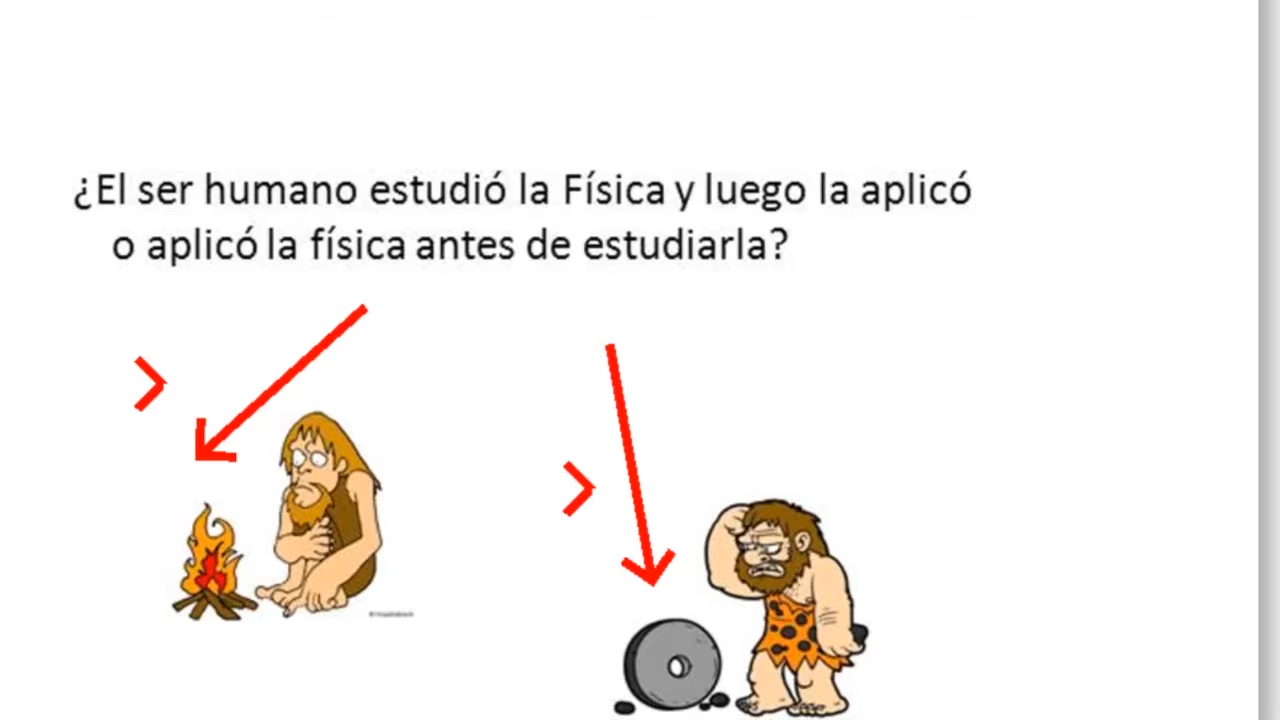 ¿El ser humano estudió la Física y luego la aplicó
o aplicó la física antes de estudiarla?